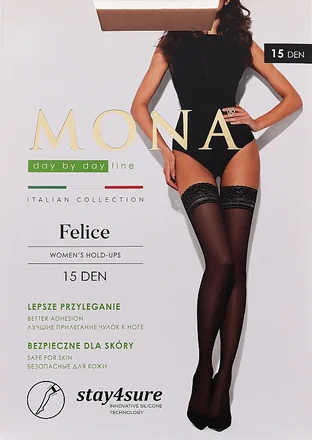 15 DEN
MONA
day by day line
ITALIAN COLLECTION
Felice
WOMEN'S HOLD-UPS
15 DEN
LEPSZE PRZYLEGANIE
BETTER ADHESION
ЛУЧШИЕ ПРИЛЕГАНИЕ ЧУЛОК К НОГЕ
BEZPIECZNE DLA SKÓRY
SAFE FOR SKIN
БЕЗОПАСНЫЕ ДЛЯ КОЖИ
stay4sure
INNOVATIVE SILICONE
TECHNOLOGY